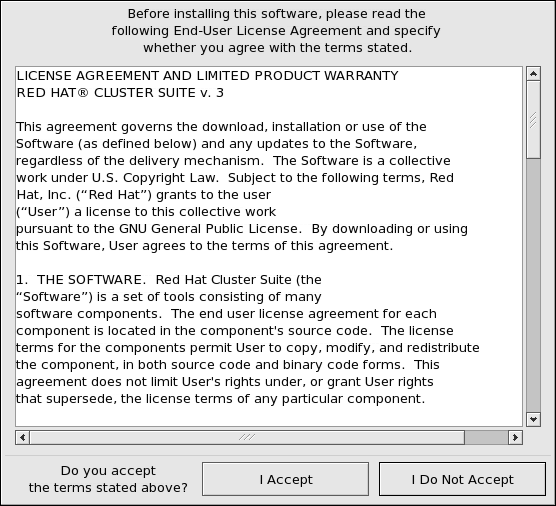 Before installing this software, please read the
following End-User License Agreement and specify
whether you agree with the terms stated.
LICENSE AGREEMENT AND LIMITED PRODUCT WARRANTY
RED HAT® CLUSTER SUITE v. 3
This agreement governs the download, installation or use of the
Software (as defined below) and any updates to the Software,
regardless of the delivery mechanism.  The Software is a collective
work under U.S. Copyright Law.  Subject to the following terms, Red
Hat, Inc. (“Red Hat”) grants to the user
(“User”) a license to this collective work
pursuant to the GNU General Public License.  By downloading or using
this Software, User agrees to the terms of this agreement.
1.  THE SOFTWARE.  Red Hat Cluster Suite (the
“Software”) is a set of tools consisting of many
software components.  The end user license agreement for each
component is located in the component's source code.  The license
terms for the components permit User to copy, modify, and redistribute
the component, in both source code and binary code forms.  This
agreement does not limit User's rights under, or grant User rights
that supersede, the license terms of any particular component.
Do you accept
the terms stated above?
I Accept
I Do Not Accept